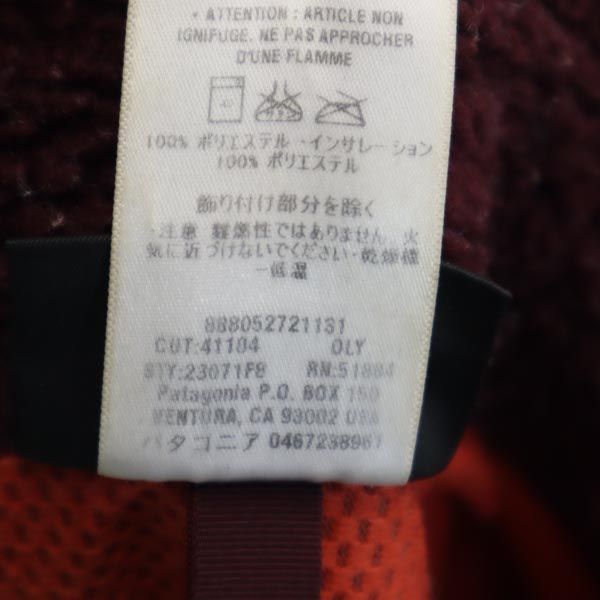 • ATTENTION : ARTICLE NON
IGNIFUGE. NE PAS APPROCHER
D'UNE FLAMME
40
100% ポリエステル・インサレーション
100% ポリエステル
飾り付け部分を除く
・注意 難燃性ではありません。火
気に近づけないでください・乾燥機
ー低温
888052721131
CUT:41184 OLY
STY:23071F8 RN:51884
Patagonia P.O. BOX 150
VENTURA, CA 93002 USA
パタゴニア 0467238961